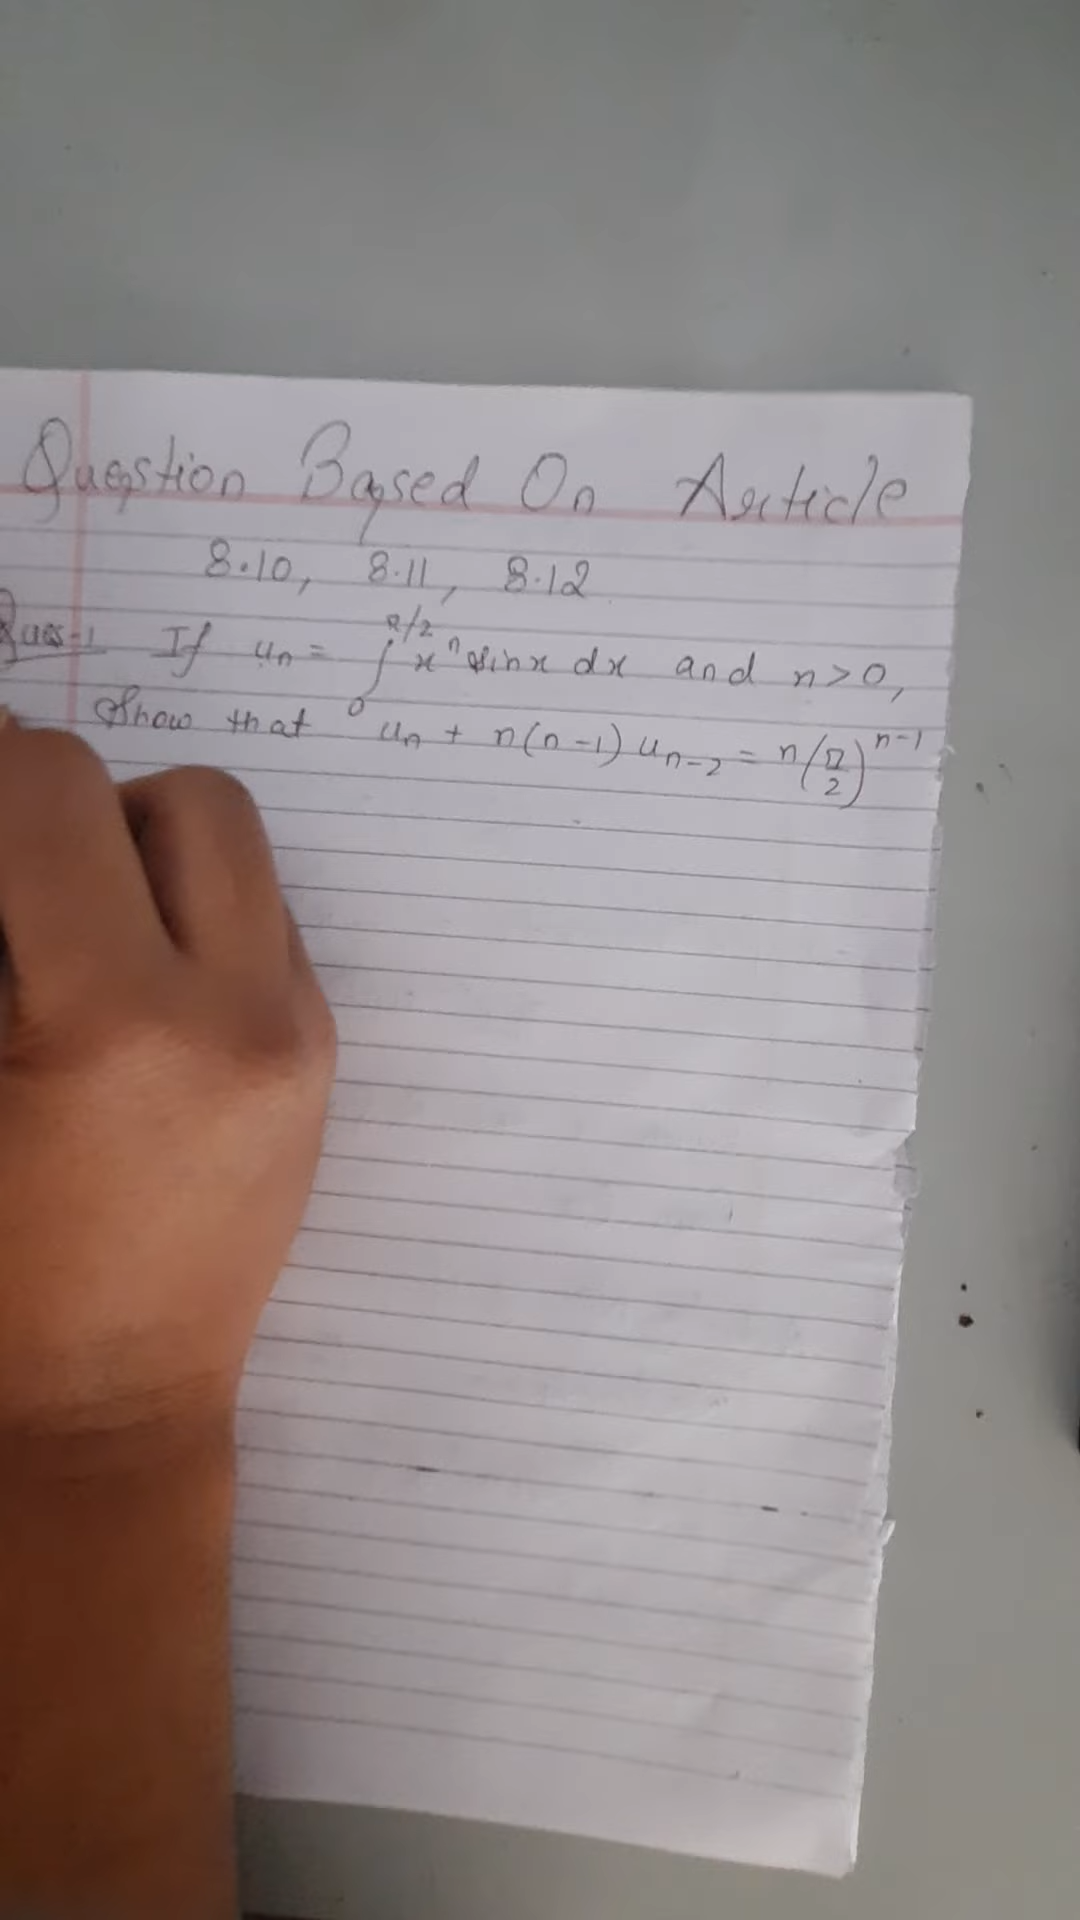 Question Based On Article
8.10, 8.11, 8.12
Ques-1 If uₙ = ∫₀^π/2 xⁿ sinx dx and n>0,
Show that uₙ + n(n-1) uₙ₋₂ = n(π/2)ⁿ⁻¹